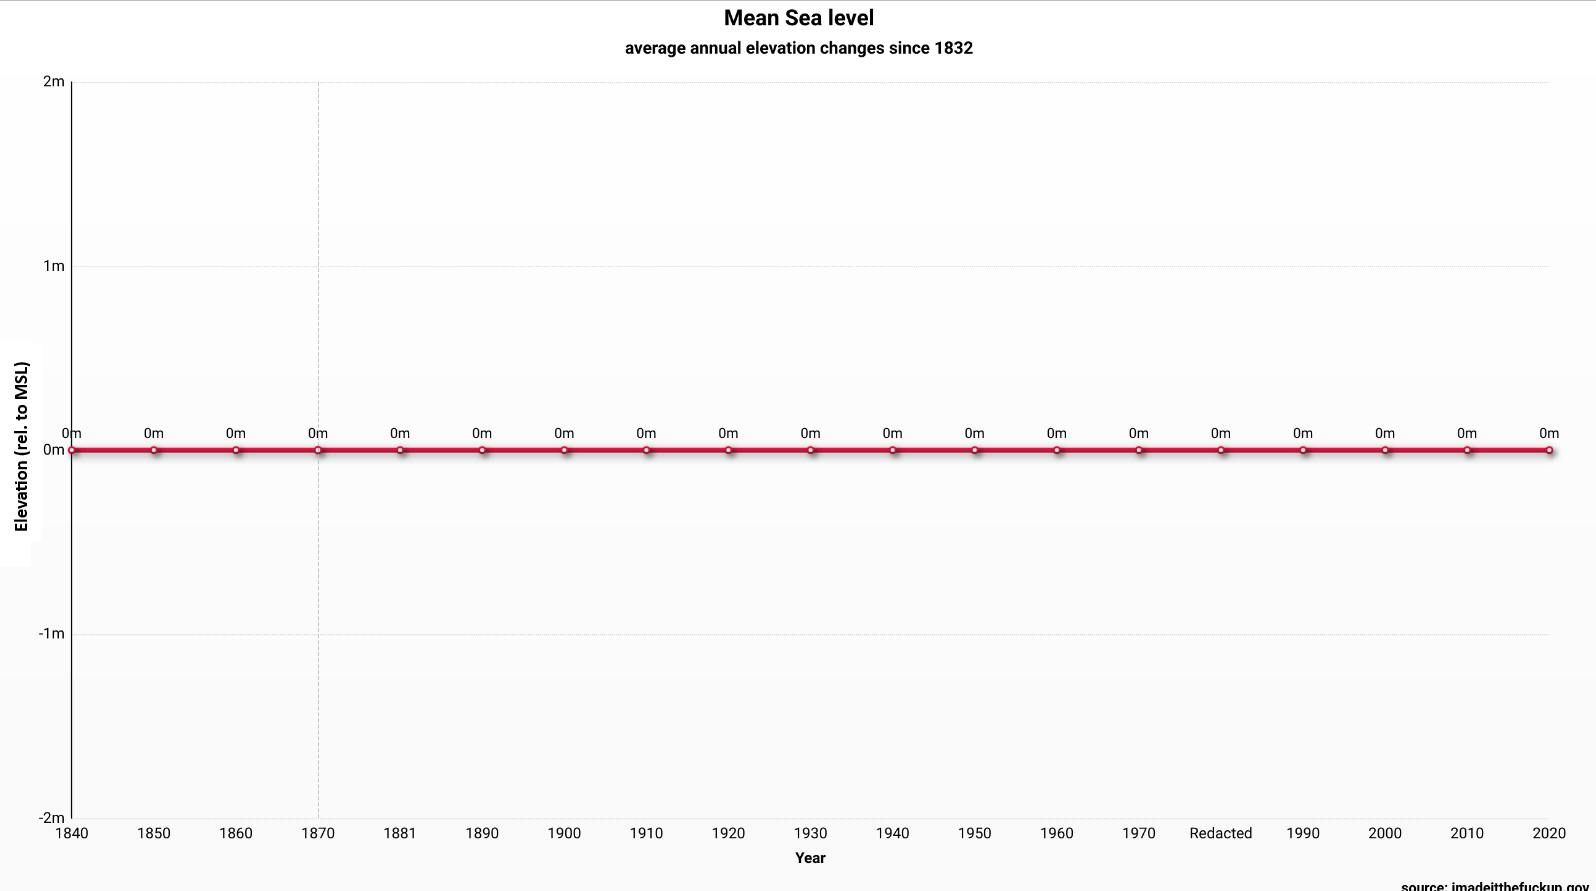 Mean Sea level
average annual elevation changes since 1832
2m
1m
0m 0m 0m 0m 0m 0m 0m 0m 0m 0m 0m 0m 0m 0m 0m 0m 0m 0m 0m
0m
Elevation (rel. to MSL)
-1m
-2m
1840 1850 1860 1870 1881 1890 1900 1910 1920 1930 1940 1950 1960 1970 Redacted 1990 2000 2010 2020
Year
source: imadeitthefuckup.gov